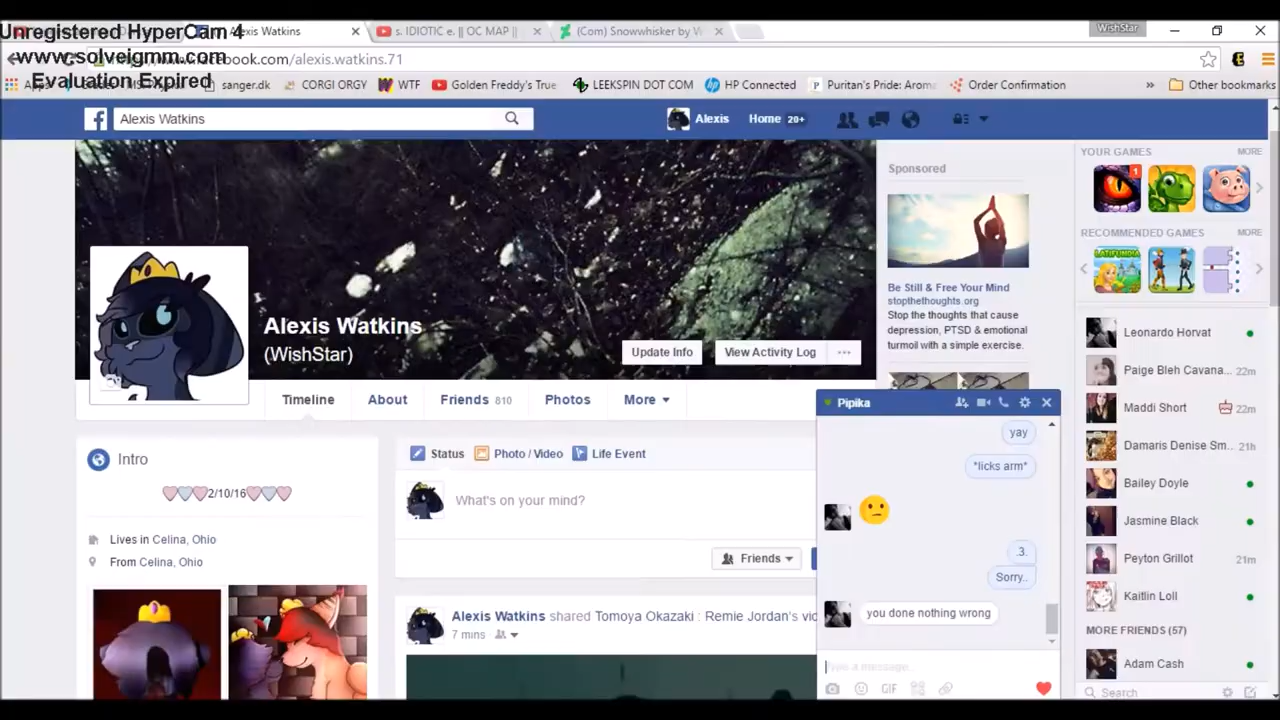 Unregistered HyperCam 4
www.solveigmm.com
Evaluation Expired
Alexis Watkins
s. IDIOTIC e. || OC MAP ||
(Com) Snowwhisker by W
WishStar
facebook.com/alexis.watkins.71
sanger.dk
CORGI ORGY
WTF
Golden Freddy's True
LEEKSPIN DOT COM
HP Connected
Puritan's Pride: Aroma
Order Confirmation
»
Other bookmarks
Alexis Watkins
Alexis
Home 20+
Alexis Watkins
(WishStar)
Update Info
View Activity Log
Timeline
About
Friends 810
Photos
More
Intro
2/10/16
Lives in Celina, Ohio
From Celina, Ohio
Status
Photo / Video
Life Event
What's on your mind?
Friends
Alexis Watkins shared Tomoya Okazaki : Remie Jordan's vid
7 mins
Sponsored
Be Still & Free Your Mind
stopthethoughts.org
Stop the thoughts that cause
depression, PTSD & emotional
turmoil with a simple exercise.
Pipika
yay
*licks arm*
.3.
Sorry..
you done nothing wrong
Type a message...
GIF
YOUR GAMES
MORE
1
RECOMMENDED GAMES
MORE
LATIFUNDIA
Leonardo Horvat
Paige Bleh Cavana... 22m
Maddi Short 22m
Damaris Denise Sm... 21h
Bailey Doyle
Jasmine Black
Peyton Grillot 21m
Kaitlin Loll
MORE FRIENDS (57)
Adam Cash
Search